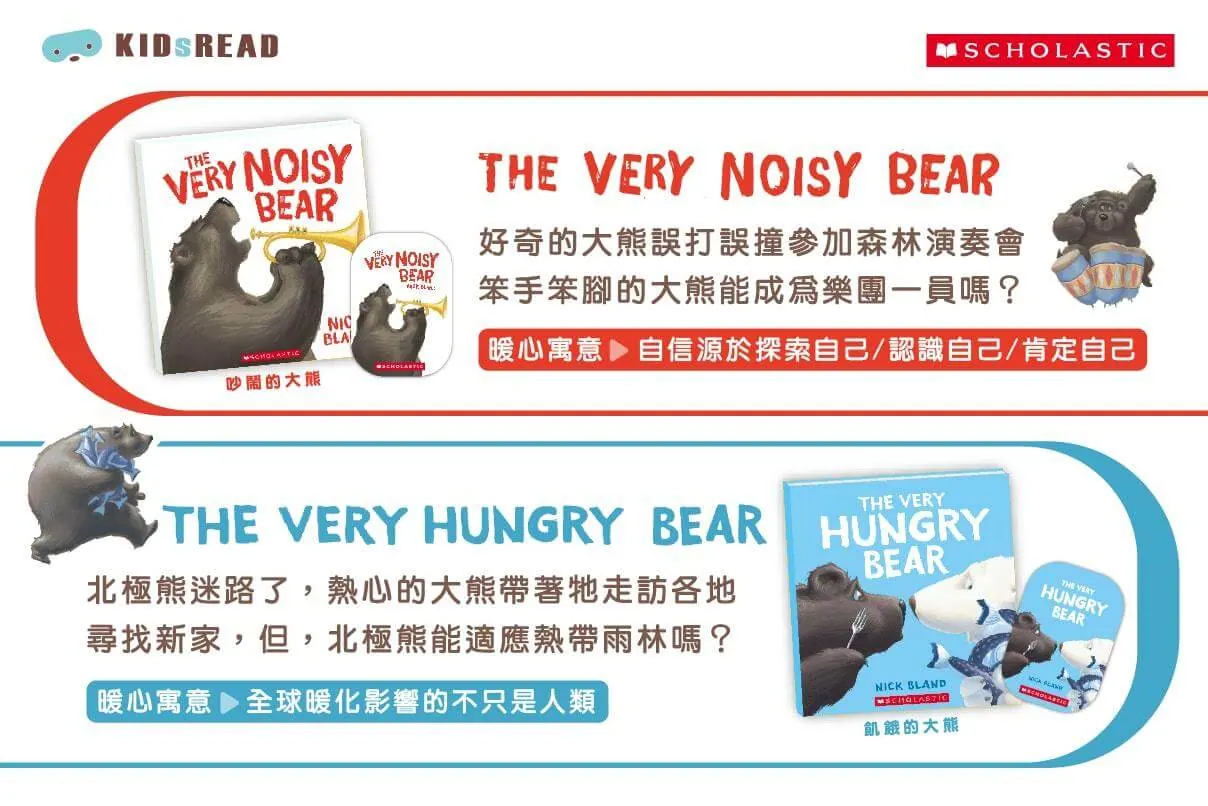 KIDsREAD
SCHOLASTIC
THE
VERY NOISY
BEAR
NICK
BLAND
SCHOLASTIC
THE
VERY NOISY
BEAR
NICK BLAND
SCHOLASTIC
吵鬧的大熊
THE VERY NOISY BEAR
好奇的大熊誤打誤撞參加森林演奏會
笨手笨腳的大熊能成爲樂團一員嗎？
暖心寓意▶自信源於探索自己/認識自己/肯定自己
THE VERY HUNGRY BEAR
北極熊迷路了，熱心的大熊帶著牠走訪各地
尋找新家，但，北極熊能適應熱帶雨林嗎？
暖心寓意▶全球暖化影響的不只是人類
THE VERY
HUNGRY
BEAR
NICK BLAND
SCHOLASTIC
THE VERY
HUNGRY
BEAR
NICK BLAND
SCHOLASTIC
飢餓的大熊